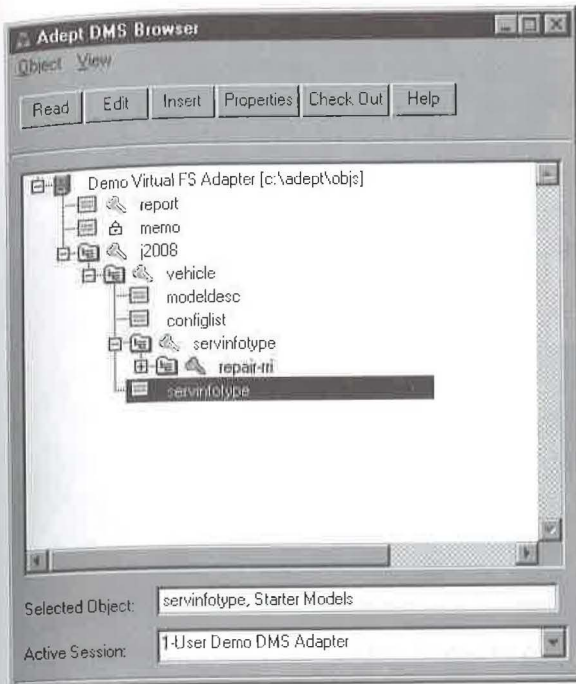 Adept DMS Browser
Object View
Read Edit Insert Properties Check Out Help
Demo Virtual FS Adapter [c:\adept\objs]
report
memo
j2008
vehicle
modeldesc
configlist
servinfotype
repair-rri
servinfotype
Selected Object: servinfotype, Starter Models
Active Session: 1-User Demo DMS Adapter